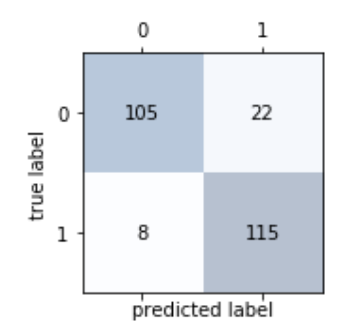 0 1
true label
0 105 22
1 8 115
predicted label